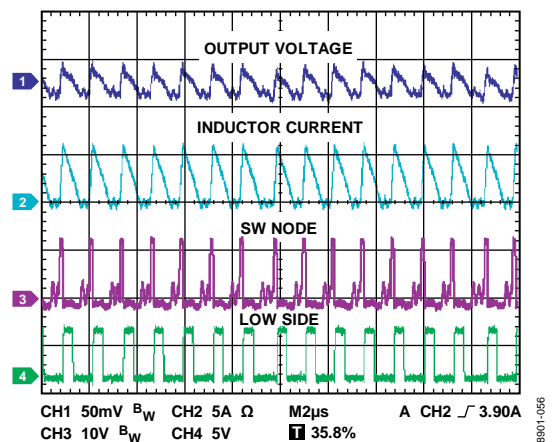 OUTPUT VOLTAGE
1
INDUCTOR CURRENT
2
SW NODE
3
LOW SIDE
4
CH1 50mV BW CH2 5A Ω M2µs A CH2 3.90A
CH3 10V BW CH4 5V T 35.8%
8901-056